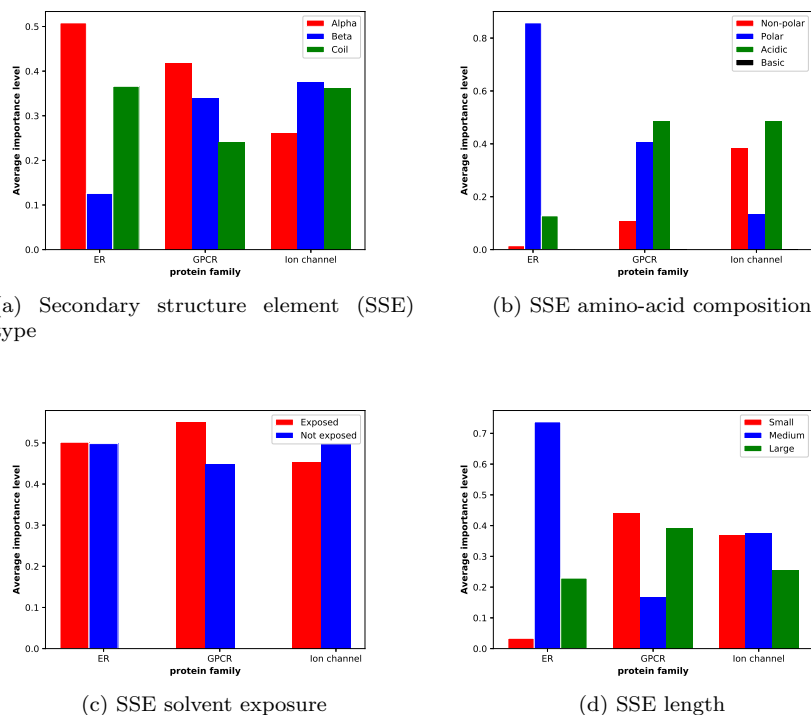 0.5
0.4
0.3
0.2
0.1
0.0
Average importance level
Alpha
Beta
Coil
ER GPCR Ion channel
protein family
0.8
0.6
0.4
0.2
0.0
Average importance level
Non-polar
Polar
Acidic
Basic
ER GPCR Ion channel
protein family
(a) Secondary structure element (SSE)
type
(b) SSE amino-acid composition
0.5
0.4
0.3
0.2
0.1
0.0
Average importance level
Exposed
Not exposed
ER GPCR Ion channel
protein family
0.7
0.6
0.5
0.4
0.3
0.2
0.1
0.0
Average importance level
Small
Medium
Large
ER GPCR Ion channel
protein family
(c) SSE solvent exposure
(d) SSE length